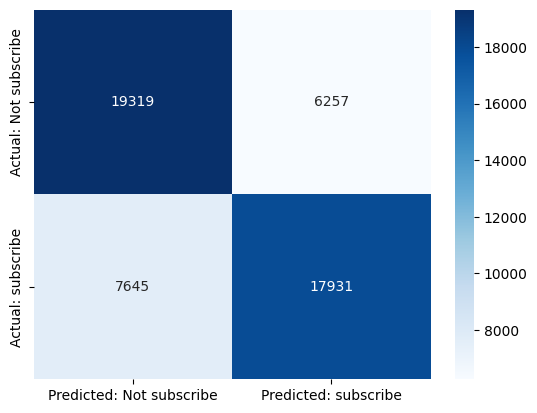 Actual: Not subscribe
19319
6257
Actual: subscribe
7645
17931
Predicted: Not subscribe
Predicted: subscribe
18000
16000
14000
12000
10000
8000